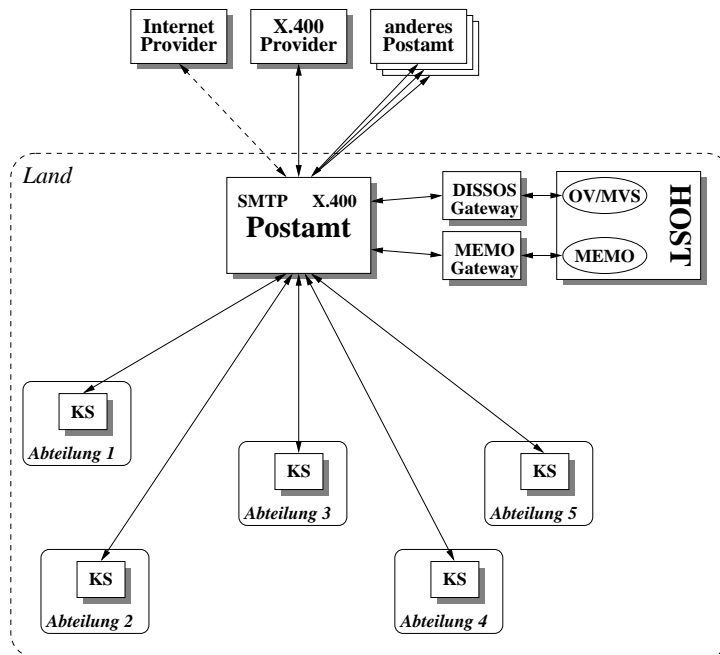 Internet
Provider
X.400
Provider
anderes
Postamt
Land
SMTP X.400
Postamt
DISSOS
Gateway
MEMO
Gateway
OV/MVS
MEMO
HOST
KS
Abteilung 1
KS
Abteilung 3
KS
Abteilung 5
KS
Abteilung 2
KS
Abteilung 4